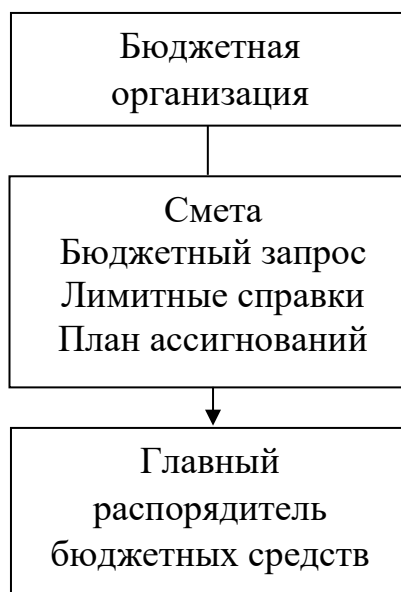 Бюджетная
организация
Смета
Бюджетный запрос
Лимитные справки
План ассигнований
Главный
распорядитель
бюджетных средств